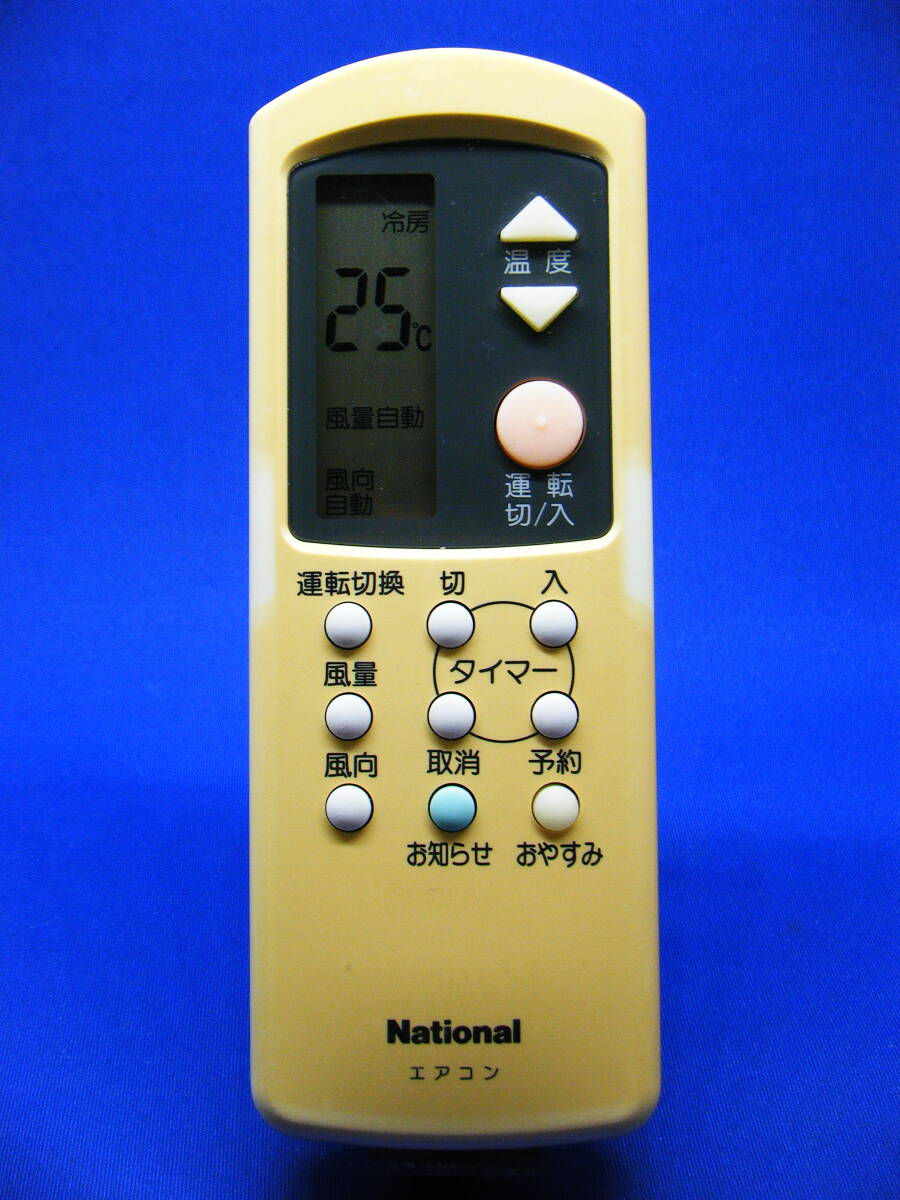 冷房
25℃
風量自動
風向
自動
温度
運転
切/入
運転切換
切
入
風量
タイマー
風向
取消
予約
お知らせ
おやすみ
National
エアコン